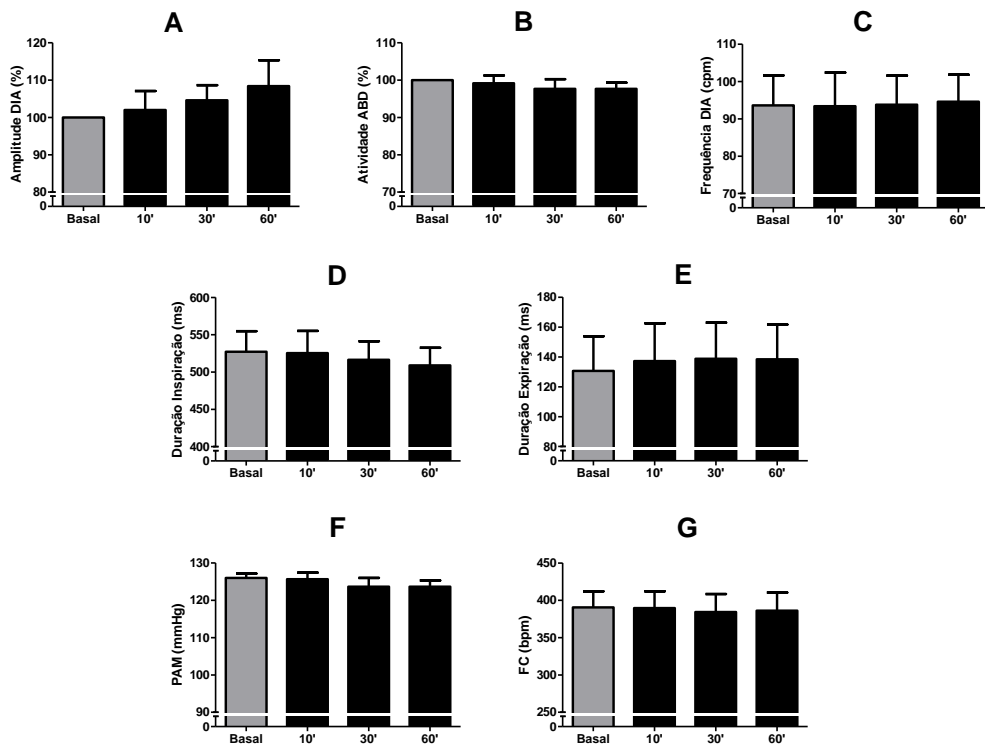 A
Amplitude DIA (%)
120
110
100
90
80
0
Basal 10' 30' 60'
B
Atividade ABD (%)
110
100
90
80
70
0
Basal 10' 30' 60'
C
Frequência DIA (cpm)
110
100
90
80
70
0
Basal 10' 30' 60'
D
Duração Inspiração (ms)
600
550
500
450
400
0
Basal 10' 30' 60'
E
Duração Expiração (ms)
180
160
140
120
100
80
0
Basal 10' 30' 60'
F
PAM (mmHg)
130
120
110
100
90
0
Basal 10' 30' 60'
G
FC (bpm)
450
400
350
300
250
0
Basal 10' 30' 60'